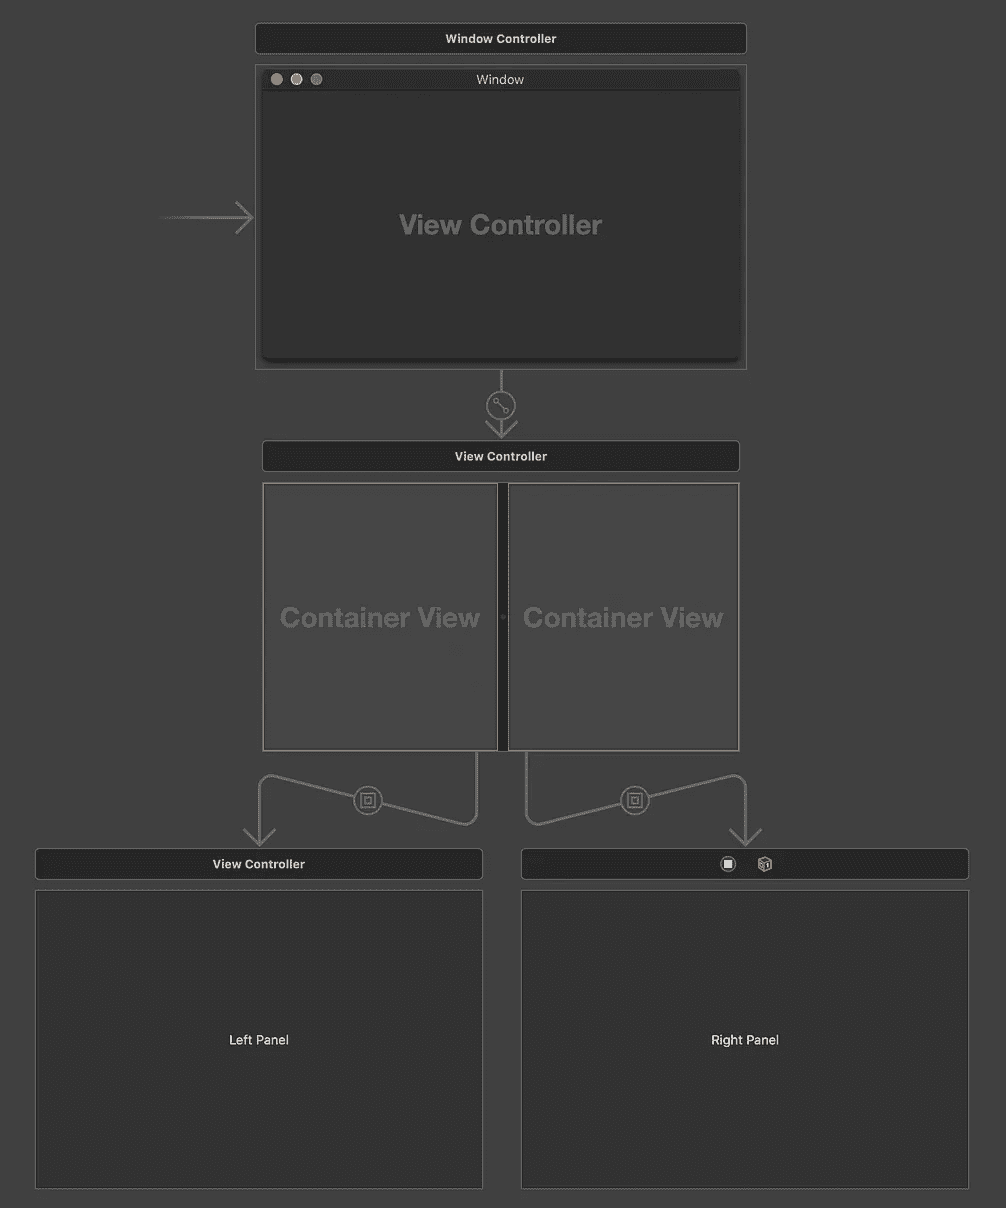 Window Controller
Window
View Controller
View Controller
Container View
Container View
View Controller
Left Panel
Right Panel